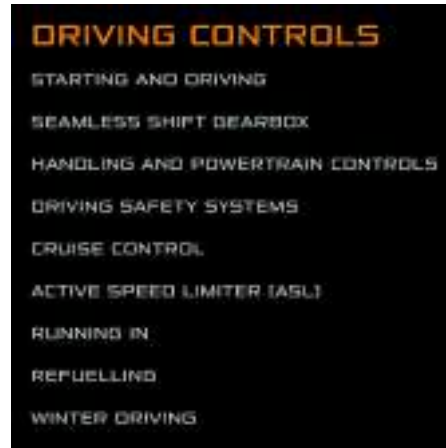 DRIVING CONTROLS
STARTING AND DRIVING
SEAMLESS SHIFT GEARBOX
HANDLING AND POWERTRAIN CONTROLS
DRIVING SAFETY SYSTEMS
CRUISE CONTROL
ACTIVE SPEED LIMITER (ASL)
RUNNING IN
REFUELLING
WINTER DRIVING